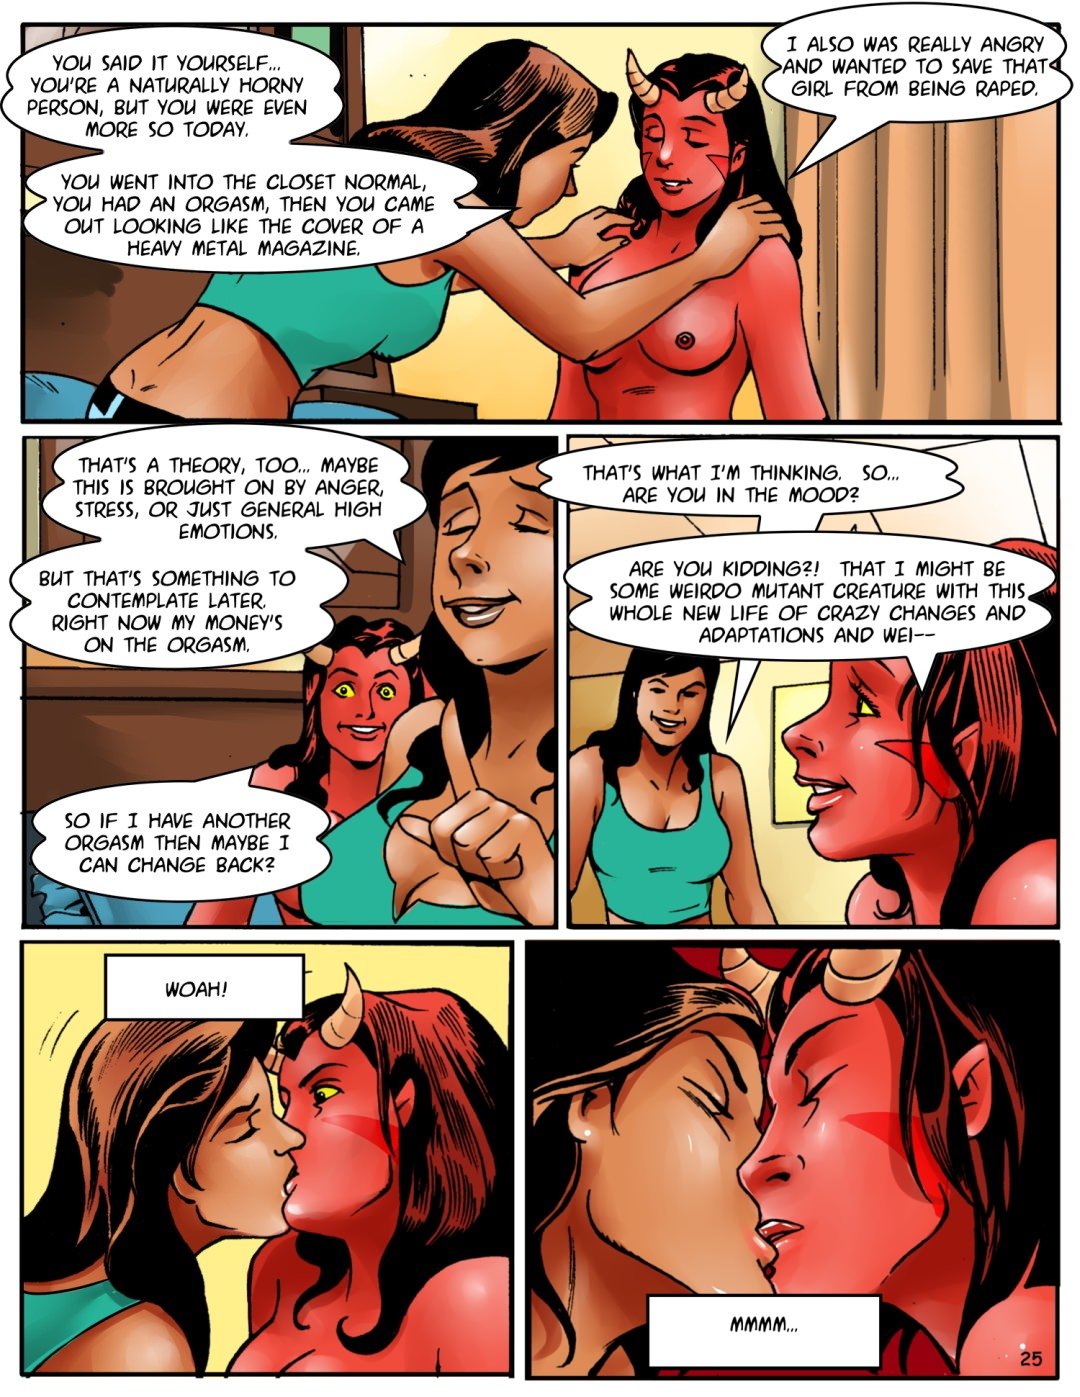 YOU SAID IT YOURSELF...
YOU'RE A NATURALLY HORNY
PERSON, BUT YOU WERE EVEN
MORE SO TODAY.
YOU WENT INTO THE CLOSET NORMAL,
YOU HAD AN ORGASM, THEN YOU CAME
OUT LOOKING LIKE THE COVER OF A
HEAVY METAL MAGAZINE.
I ALSO WAS REALLY ANGRY
AND WANTED TO SAVE THAT
GIRL FROM BEING RAPED.
THAT'S A THEORY, TOO... MAYBE
THIS IS BROUGHT ON BY ANGER,
STRESS, OR JUST GENERAL HIGH
EMOTIONS.
BUT THAT'S SOMETHING TO
CONTEMPLATE LATER.
RIGHT NOW MY MONEY'S
ON THE ORGASM.
SO IF I HAVE ANOTHER
ORGASM THEN MAYBE I
CAN CHANGE BACK?
THAT'S WHAT I'M THINKING. SO...
ARE YOU IN THE MOOD?
ARE YOU KIDDING?! THAT I MIGHT BE
SOME WEIRDO MUTANT CREATURE WITH THIS
WHOLE NEW LIFE OF CRAZY CHANGES AND
ADAPTATIONS AND WEI--
WOAH!
MMMM...
25